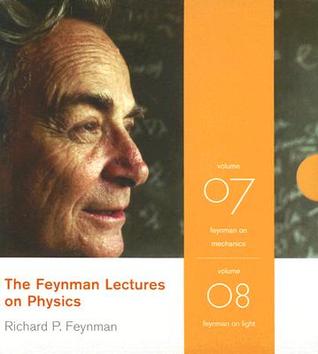 The Feynman Lectures
on Physics
Richard P. Feynman
volume
07
feynman on
mechanics
volume
08
feynman on light